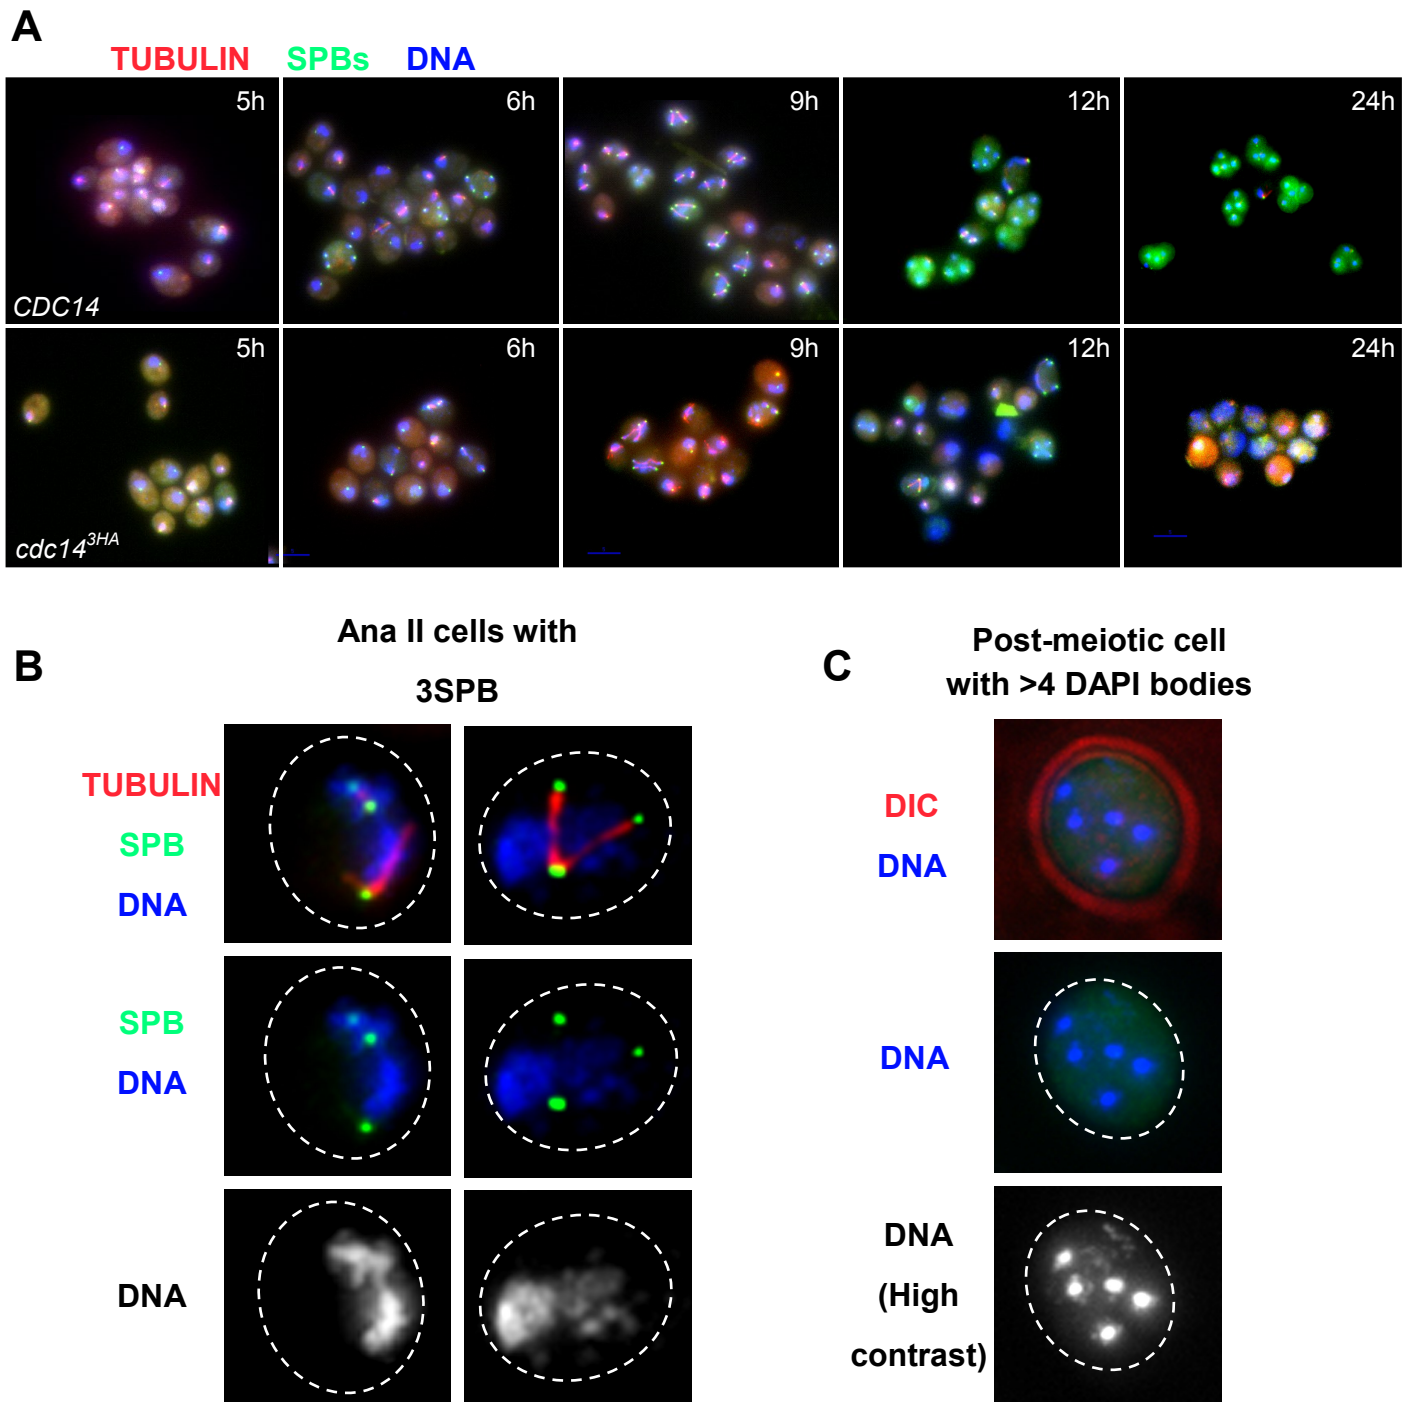 A
TUBULIN SPBs DNA
5h 6h 9h 12h 24h
CDC14
5h 6h 9h 12h 24h
cdc14 3HA
Ana II cells with
3SPB
B
TUBULIN
SPB
DNA
SPB
DNA
DNA
C
Post-meiotic cell
with >4 DAPI bodies
DIC
DNA
DNA
DNA
(High
contrast)